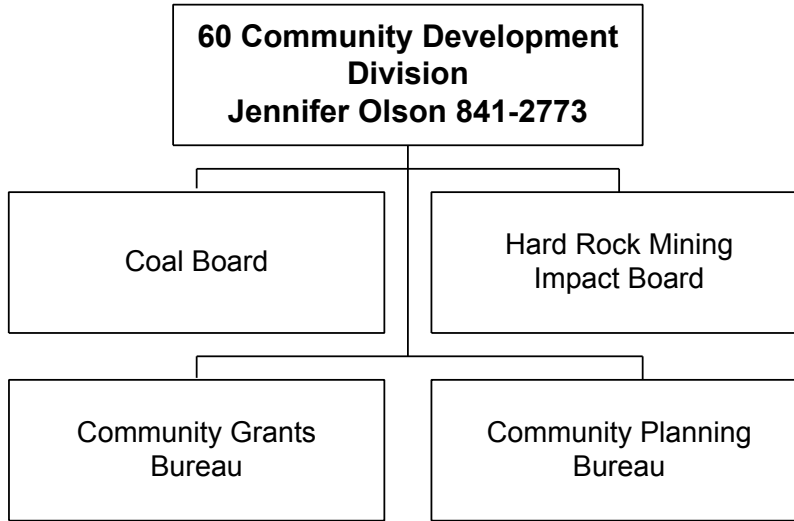 60 Community Development
Division
Jennifer Olson 841-2773
Coal Board
Hard Rock Mining
Impact Board
Community Grants
Bureau
Community Planning
Bureau